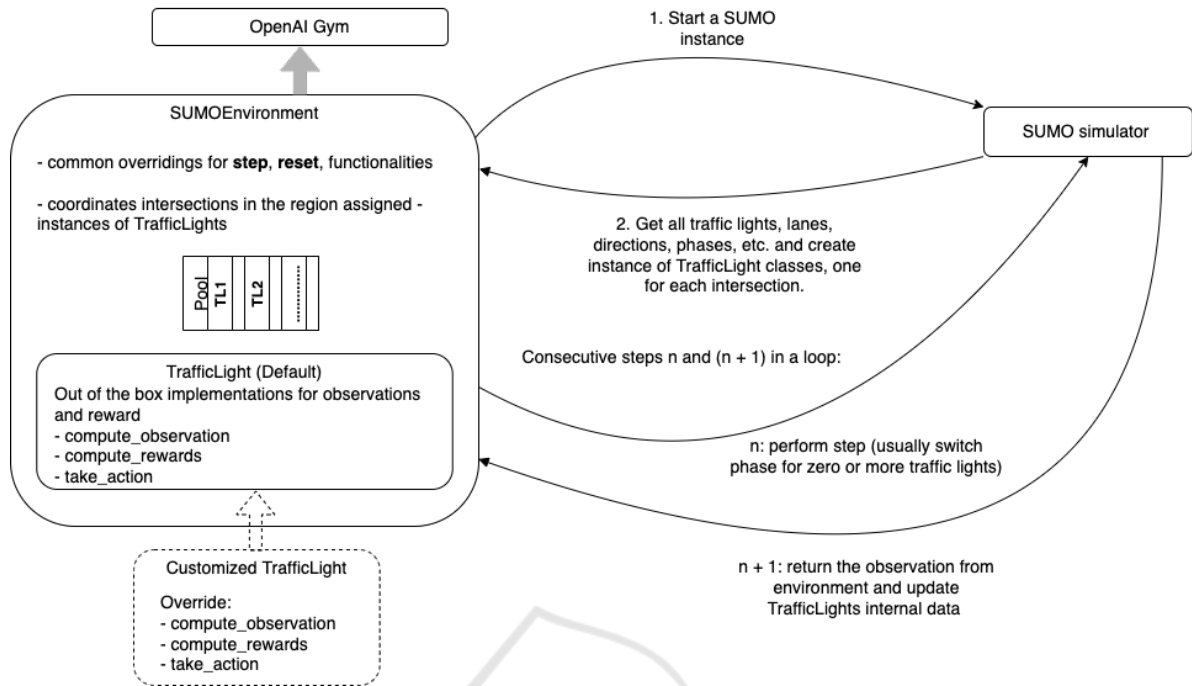 OpenAI Gym
1. Start a SUMO
instance
SUMOEnvironment
- common overridings for step, reset, functionalities
- coordinates intersections in the region assigned -
instances of TrafficLights
Pool
TL1
TL2
............
SUMO simulator
2. Get all traffic lights, lanes,
directions, phases, etc. and create
instance of TrafficLight classes, one
for each intersection.
Consecutive steps n and (n + 1) in a loop:
TrafficLight (Default)
Out of the box implementations for observations
and reward
- compute_observation
- compute_rewards
- take_action
n: perform step (usually switch
phase for zero or more traffic lights)
n + 1: return the observation from
environment and update
TrafficLights internal data
Customized TrafficLight
Override:
- compute_observation
- compute_rewards
- take_action